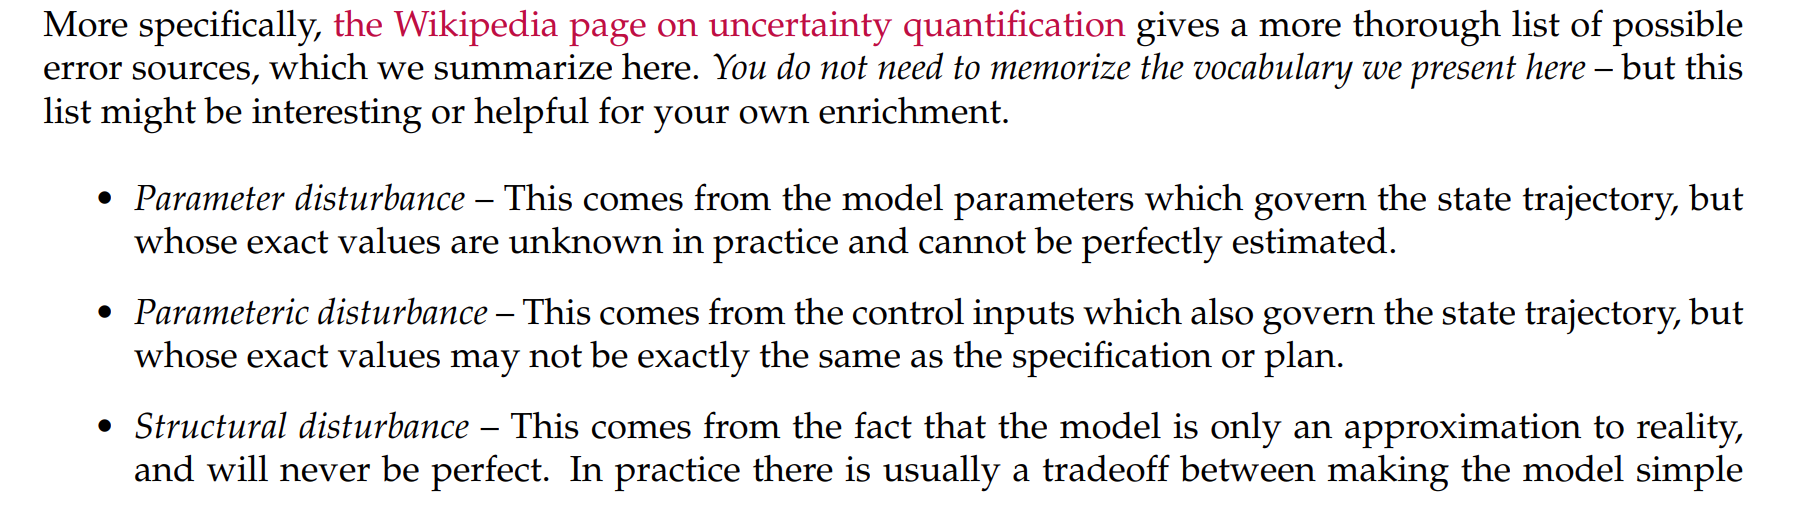 More specifically, the Wikipedia page on uncertainty quantification gives a more thorough list of possible
error sources, which we summarize here. You do not need to memorize the vocabulary we present here – but this
list might be interesting or helpful for your own enrichment.
• Parameter disturbance – This comes from the model parameters which govern the state trajectory, but
whose exact values are unknown in practice and cannot be perfectly estimated.
• Parameteric disturbance – This comes from the control inputs which also govern the state trajectory, but
whose exact values may not be exactly the same as the specification or plan.
• Structural disturbance – This comes from the fact that the model is only an approximation to reality,
and will never be perfect. In practice there is usually a tradeoff between making the model simple